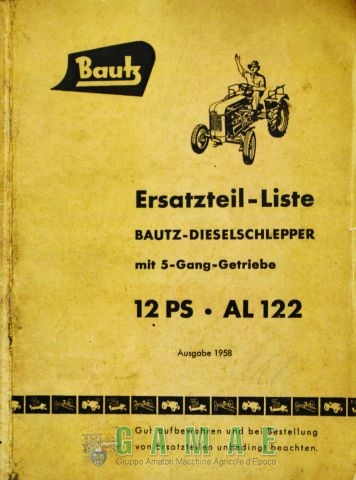 Bautz
Ersatzteil-Liste
BAUTZ-DIESELSCHLEPPER
mit 5-Gang-Getriebe
12 PS • AL 122
Ausgabe 1958
Gut aufbewahren und bei Bestellung
von Ersatzteilen unbedingt beachten.
GAMAE
Gruppo Amatori Macchine Agricole d'Epoca